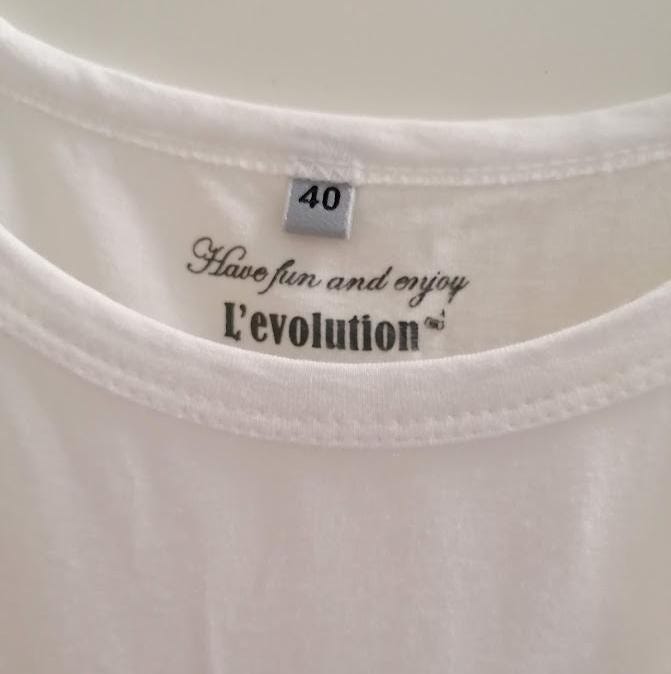 40
Have fun and enjoy
L'evolution